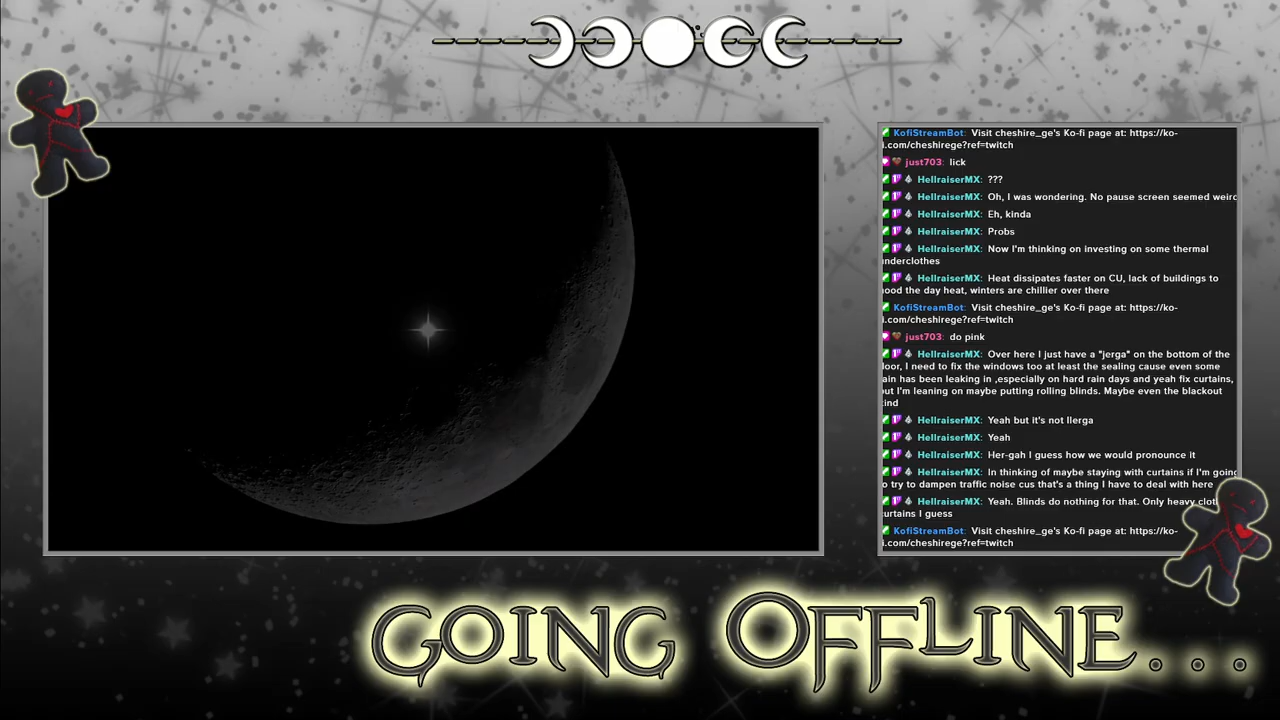 KofiStreamBot: Visit cheshire_ge's Ko-fi page at: https://ko-
i.com/cheshirege?ref=twitch
just703: lick
HellraiserMX: ???
HellraiserMX: Oh, I was wondering. No pause screen seemed weird
HellraiserMX: Eh, kinda
HellraiserMX: Probs
HellraiserMX: Now I'm thinking on investing on some thermal
underclothes
HellraiserMX: Heat dissipates faster on CU, lack of buildings to
ood the day heat, winters are chillier over there
KofiStreamBot: Visit cheshire_ge's Ko-fi page at: https://ko-
i.com/cheshirege?ref=twitch
just703: do pink
HellraiserMX: Over here I just have a "jerga" on the bottom of the
loor, I need to fix the windows too at least the sealing cause even some
ain has been leaking in ,especially on hard rain days and yeah fix curtains,
ut I'm leaning on maybe putting rolling blinds. Maybe even the blackout
ind
HellraiserMX: Yeah but it's not llerga
HellraiserMX: Yeah
HellraiserMX: Her-gah I guess how we would pronounce it
HellraiserMX: In thinking of maybe staying with curtains if I'm going
o try to dampen traffic noise cus that's a thing I have to deal with here
HellraiserMX: Yeah. Blinds do nothing for that. Only heavy cloth
curtains I guess
KofiStreamBot: Visit cheshire_ge's Ko-fi page at: https://ko-
i.com/cheshirege?ref=twitch
GOING OFFLINE...